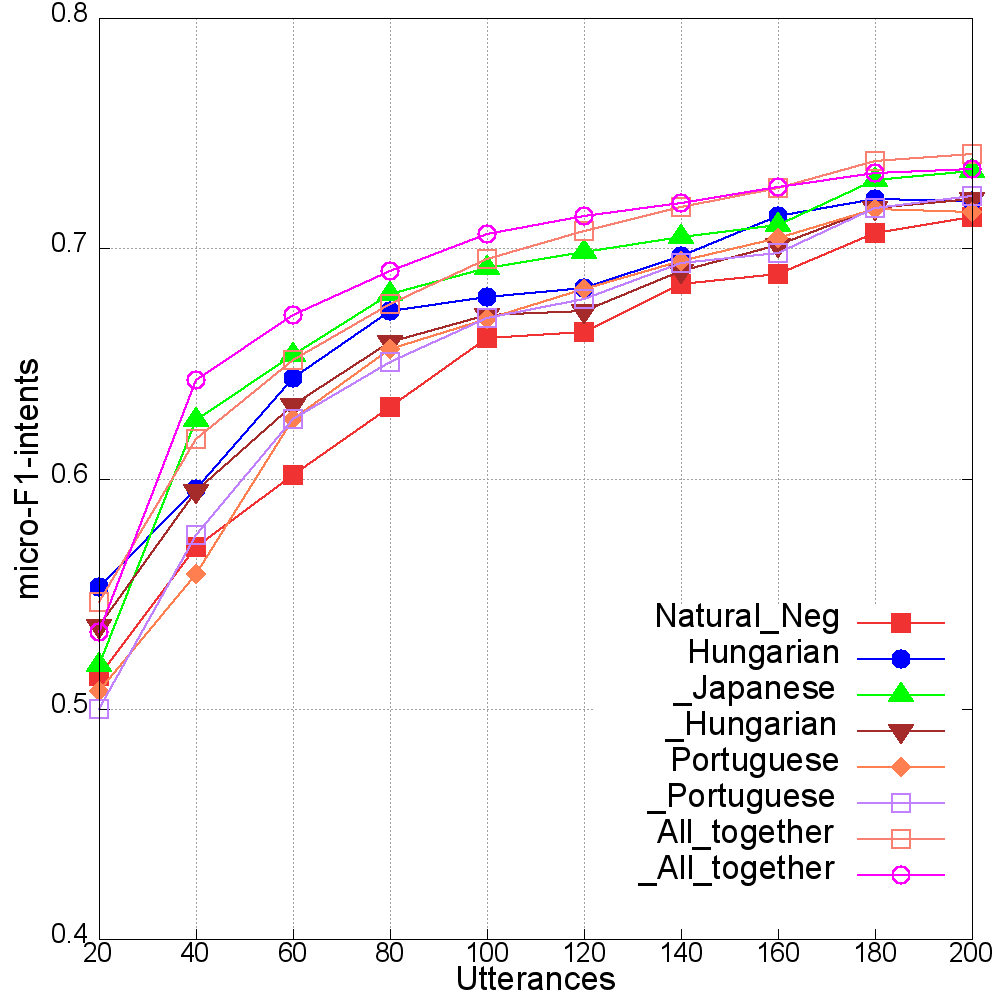 0.8
0.7
0.6
0.5
0.4
micro-F1-intents
Natural_Neg
Hungarian
_Japanese
_Hungarian
Portuguese
_Portuguese
All_together
_All_together
20 40 60 80 100 120 140 160 180 200
Utterances